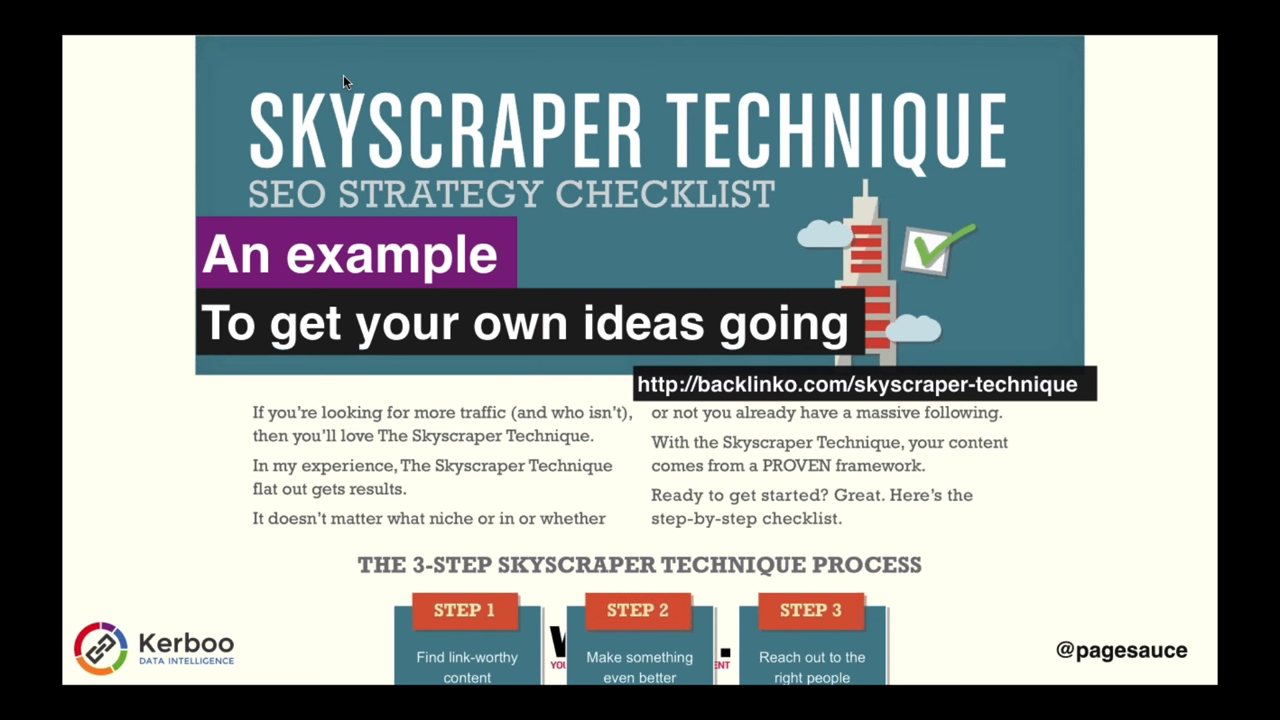 SKYSCRAPER TECHNIQUE
SEO STRATEGY CHECKLIST
An example
To get your own ideas going
http://backlinko.com/skyscraper-technique
If you're looking for more traffic (and who isn't),
then you'll love The Skyscraper Technique.
In my experience, The Skyscraper Technique
flat out gets results.
It doesn't matter what niche or in or whether
or not you already have a massive following.
With the Skyscraper Technique, your content
comes from a PROVEN framework.
Ready to get started? Great. Here's the
step-by-step checklist.
THE 3-STEP SKYSCRAPER TECHNIQUE PROCESS
STEP 1
Find link-worthy
content
STEP 2
Make something
even better
STEP 3
Reach out to the
right people
Kerboo
DATA INTELLIGENCE
@pagesauce